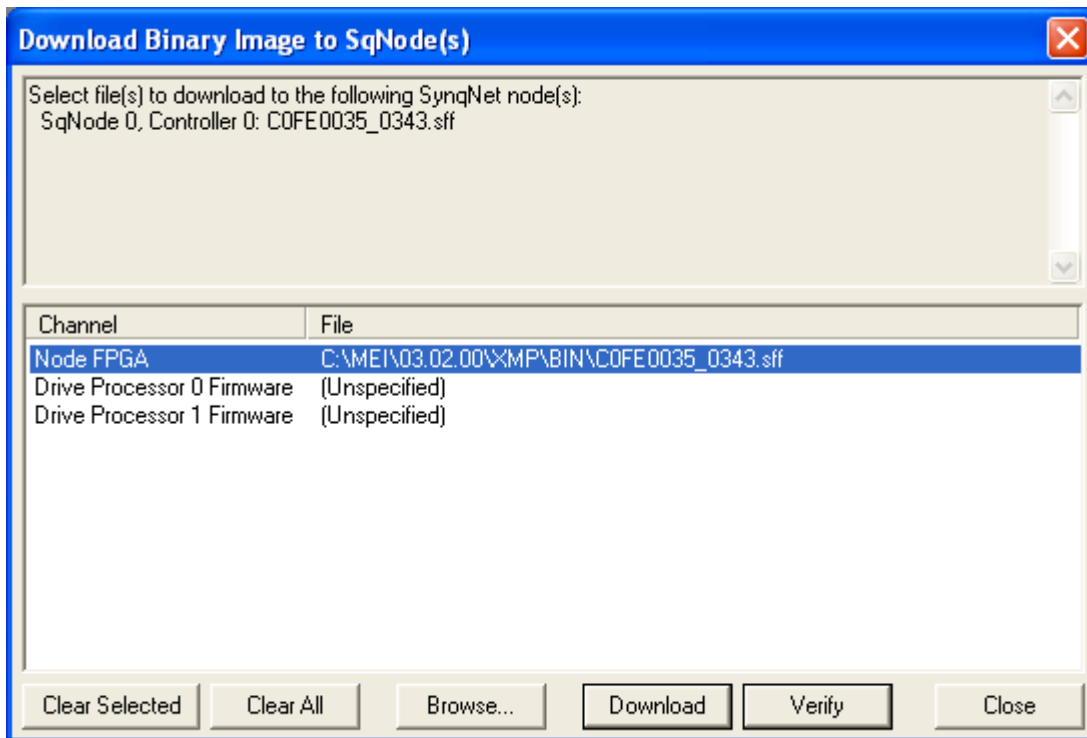 Download Binary Image to SqNode(s)
Select file(s) to download to the following SynqNet node(s):
SqNode 0, Controller 0: C0FE0035_0343.sff
Channel File
Node FPGA C:\MEI\03.02.00\XMP\BIN\C0FE0035_0343.sff
Drive Processor 0 Firmware (Unspecified)
Drive Processor 1 Firmware (Unspecified)
Clear Selected Clear All Browse... Download Verify Close